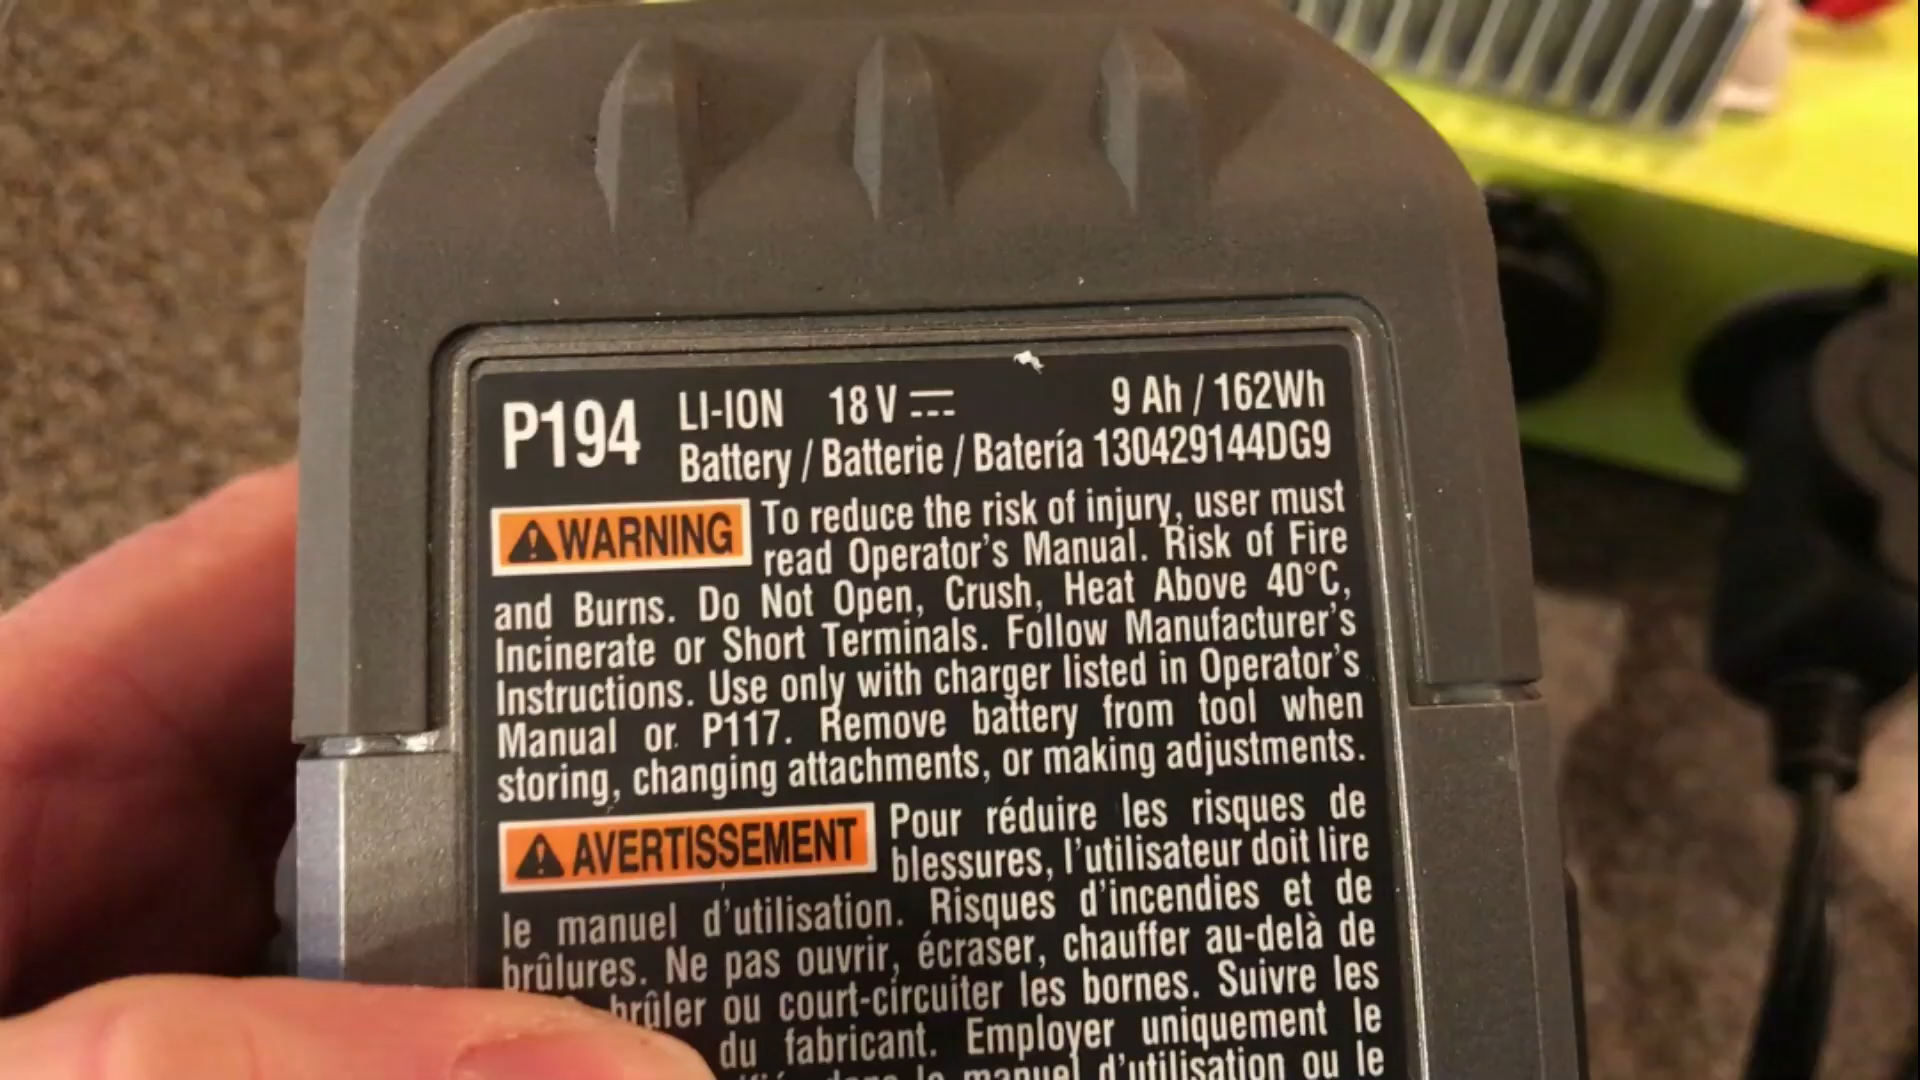 P194 LI-ION 18 V 9 Ah / 162Wh
Battery / Batterie / Batería 130429144DG9
WARNING To reduce the risk of injury, user must
read Operator's Manual. Risk of Fire
and Burns. Do Not Open, Crush, Heat Above 40°C,
Incinerate or Short Terminals. Follow Manufacturer's
Instructions. Use only with charger listed in Operator's
Manual or P117. Remove battery from tool when
storing, changing attachments, or making adjustments.
AVERTISSEMENT Pour réduire les risques de
blessures, l'utilisateur doit lire
le manuel d'utilisation. Risques d'incendies et de
brûlures. Ne pas ouvrir, écraser, chauffer au-delà de
brûler ou court-circuiter les bornes. Suivre les
du fabricant. Employer uniquement le
manuel d'utilisation ou le